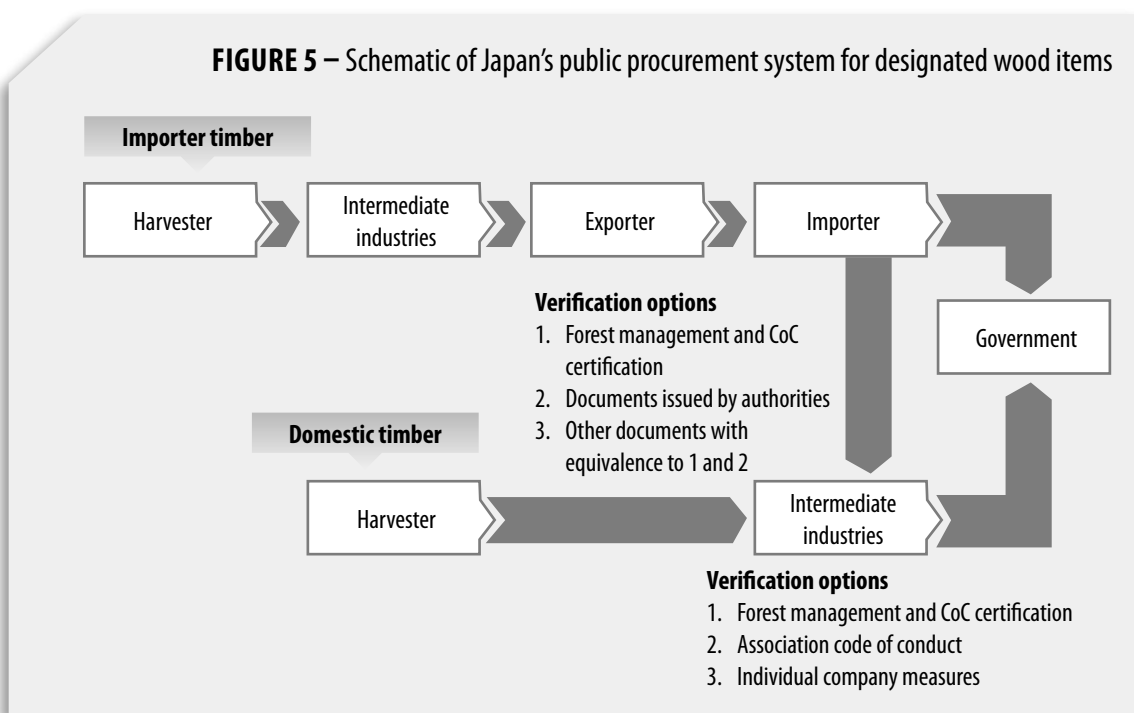 FIGURE 5 – Schematic of Japan's public procurement system for designated wood items
Importer timber
Harvester
Intermediate
industries
Exporter
Importer
Government
Verification options
1. Forest management and CoC
certification
2. Documents issued by authorities
3. Other documents with
equivalence to 1 and 2
Domestic timber
Harvester
Intermediate
industries
Verification options
1. Forest management and CoC certification
2. Association code of conduct
3. Individual company measures